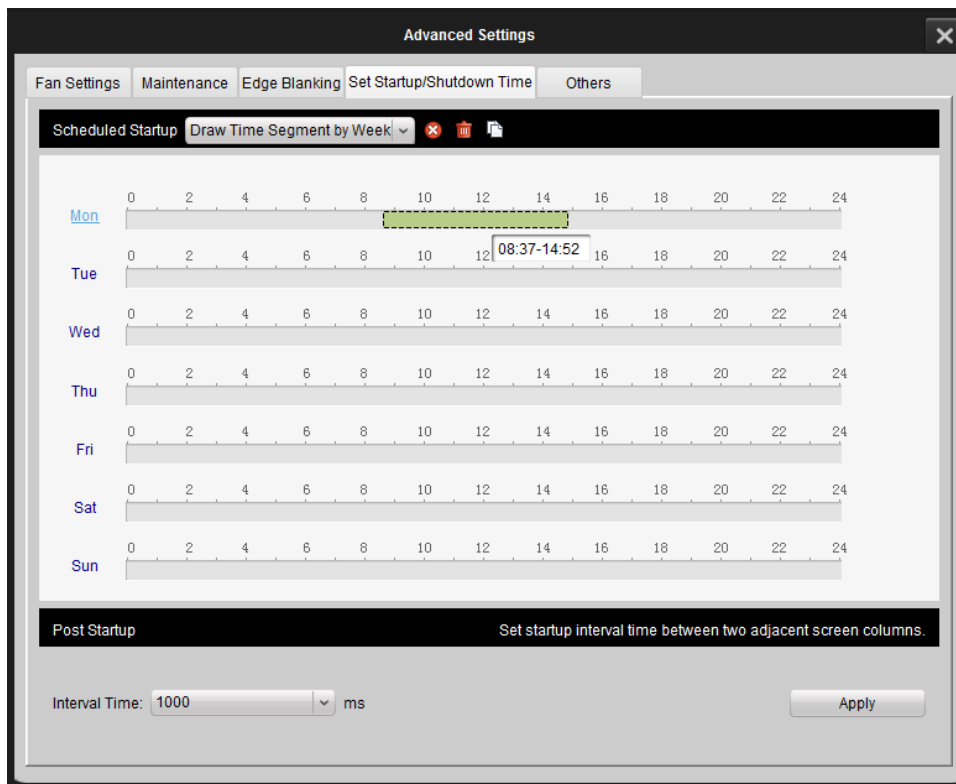 Advanced Settings
Fan Settings Maintenance Edge Blanking Set Startup/Shutdown Time Others
Scheduled Startup Draw Time Segment by Week
0 2 4 6 8 10 12 14 16 18 20 22 24
Mon
08:37-14:52
0 2 4 6 8 10 12 16 18 20 22 24
Tue
0 2 4 6 8 10 12 14 16 18 20 22 24
Wed
0 2 4 6 8 10 12 14 16 18 20 22 24
Thu
0 2 4 6 8 10 12 14 16 18 20 22 24
Fri
0 2 4 6 8 10 12 14 16 18 20 22 24
Sat
0 2 4 6 8 10 12 14 16 18 20 22 24
Sun
Post Startup Set startup interval time between two adjacent screen columns.
Interval Time: 1000 ms Apply